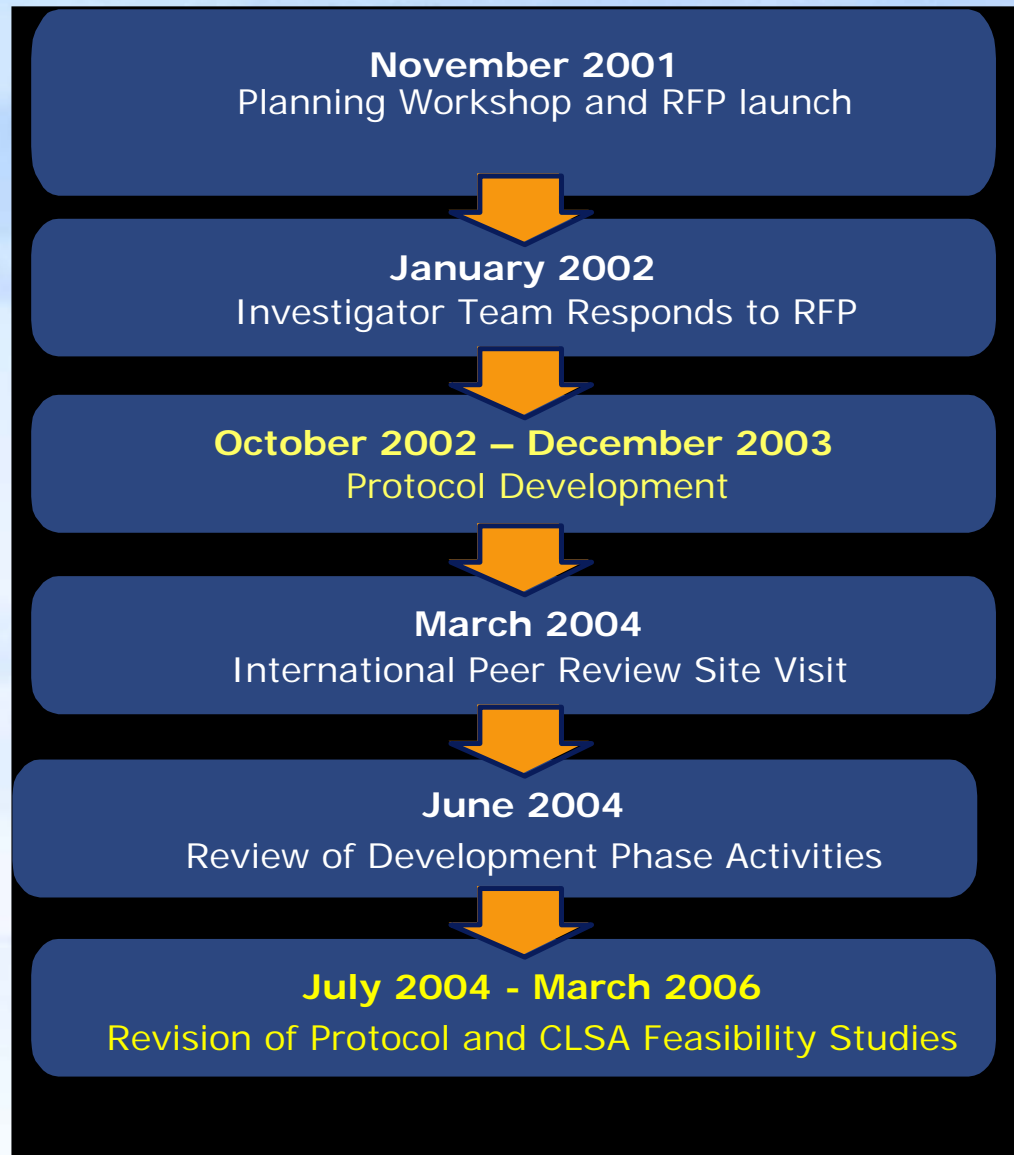 November 2001
Planning Workshop and RFP launch
January 2002
Investigator Team Responds to RFP
October 2002 – December 2003
Protocol Development
March 2004
International Peer Review Site Visit
June 2004
Review of Development Phase Activities
July 2004 - March 2006
Revision of Protocol and CLSA Feasibility Studies